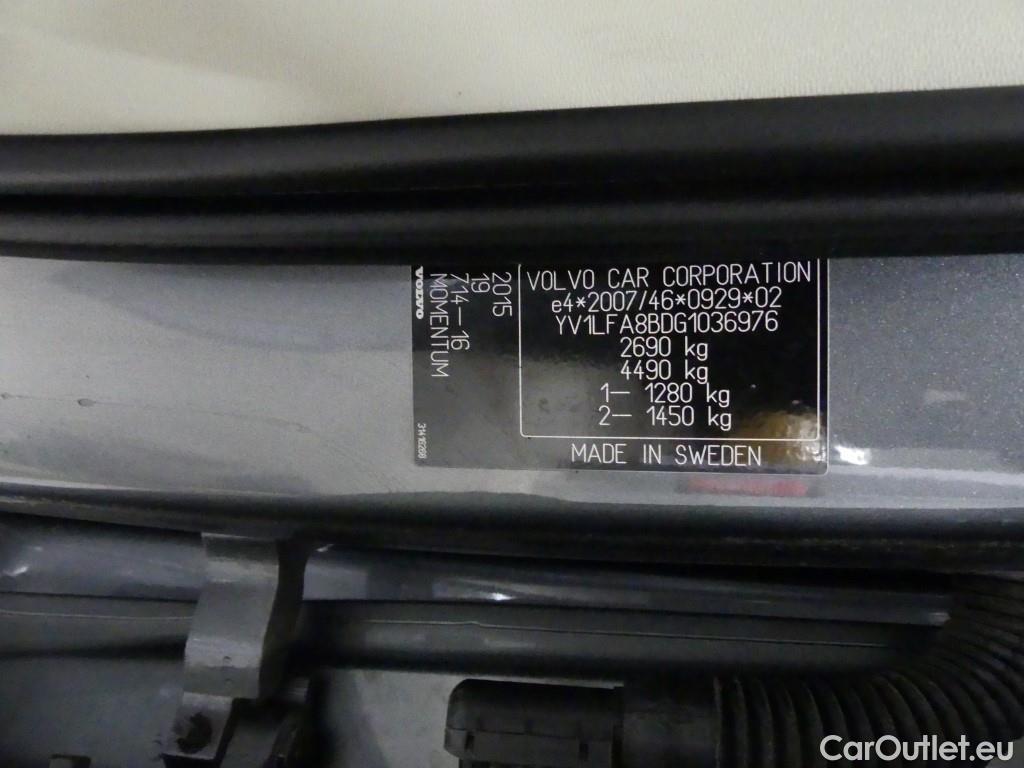 VOLVO CAR CORPORATION
e4*2007/46*0929*02
YV1LFA8BDG1036976
2690 kg
4490 kg
1— 1280 kg
2— 1450 kg
MADE IN SWEDEN
2015
19
714—16
MOMENTUM
VOLVO
31416268
CarOutlet.eu